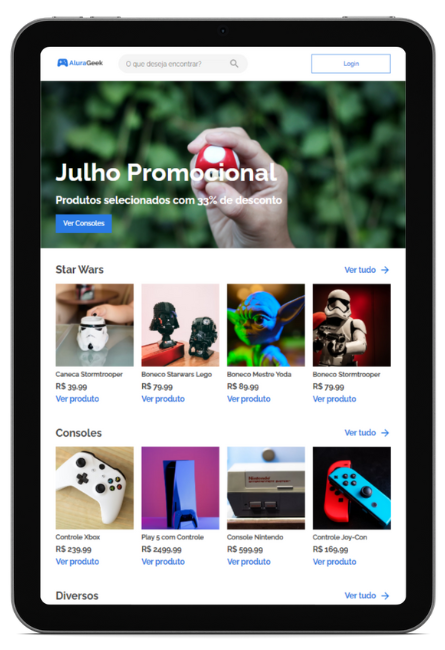 AluraGeek
O que deseja encontrar?
Login
Julho Promocional
Produtos selecionados com 33% de desconto
Ver Consoles
Star Wars
Ver tudo
Caneca Stormtrooper
Boneco Starwars Lego
Boneco Mestre Yoda
Boneco Stormtrooper
R$ 39,99
R$ 79,99
R$ 89,99
R$ 79,99
Ver produto
Ver produto
Ver produto
Ver produto
Consoles
Ver tudo
Nintendo
Controle Xbox
Play 5 com Controle
Console Nintendo
Controle Joy-Con
R$ 239,99
R$ 2499,99
R$ 599,99
R$ 169,99
Ver produto
Ver produto
Ver produto
Ver produto
Diversos
Ver tudo